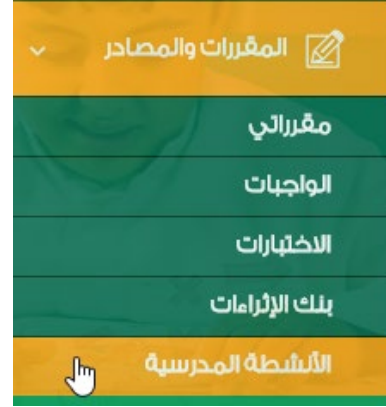 المقررات والمصادر
مقرراتي
الواجبات
الاختبارات
بنك الإثراءات
الأنشطة المدرسية